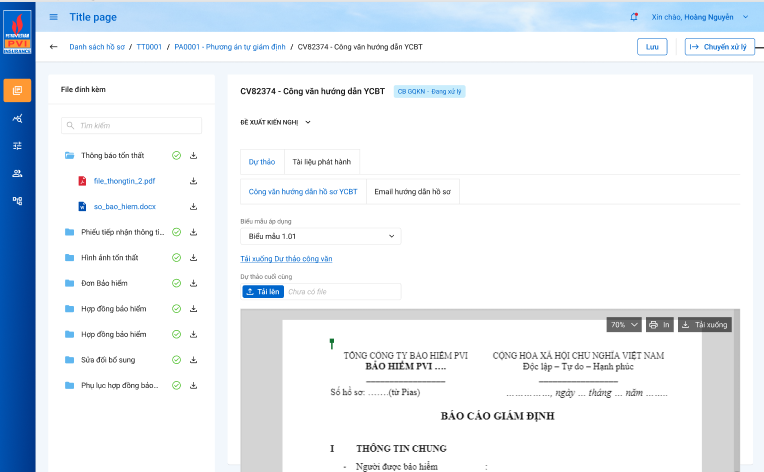 PETROVIETNAM
PVI
INSURANCE
Title page
Xin chào, Hoàng Nguyên
Danh sách hồ sơ / TT0001 / PA0001 - Phương án tự giám định / CV82374 - Công văn hướng dẫn YCBT
Lưu
Chuyển xử lý
File đính kèm
Tìm kiếm
Thông báo tổn thất
file_thongtin_2.pdf
so_bao_hiem.docx
Phiếu tiếp nhận thông ti...
Hình ảnh tổn thất
Đơn Bảo hiểm
Hợp đồng bảo hiểm
Hợp đồng bảo hiểm
Sửa đổi bổ sung
Phụ lục hợp đồng bảo...
CV82374 - Công văn hướng dẫn YCBT
CB GQKN - Đang xử lý
ĐỀ XUẤT KIẾN NGHỊ
Dự thảo
Tài liệu phát hành
Công văn hướng dẫn hồ sơ YCBT
Email hướng dẫn hồ sơ
Biểu mẫu áp dụng
Biểu mẫu 1.01
Tải xuống Dự thảo công văn
Dự thảo cuối cùng
Tải lên
Chưa có file
70%
In
Tải xuống
TỔNG CÔNG TY BẢO HIỂM PVI
BẢO HIỂM PVI ....
Số hồ sơ: …….(từ Pias)
CỘNG HOÀ XÃ HỘI CHỦ NGHĨA VIỆT NAM
Độc lập – Tự do – Hạnh phúc
……………, ngày … tháng … năm ……..
BÁO CÁO GIÁM ĐỊNH
I THÔNG TIN CHUNG
- Người được bảo hiểm :